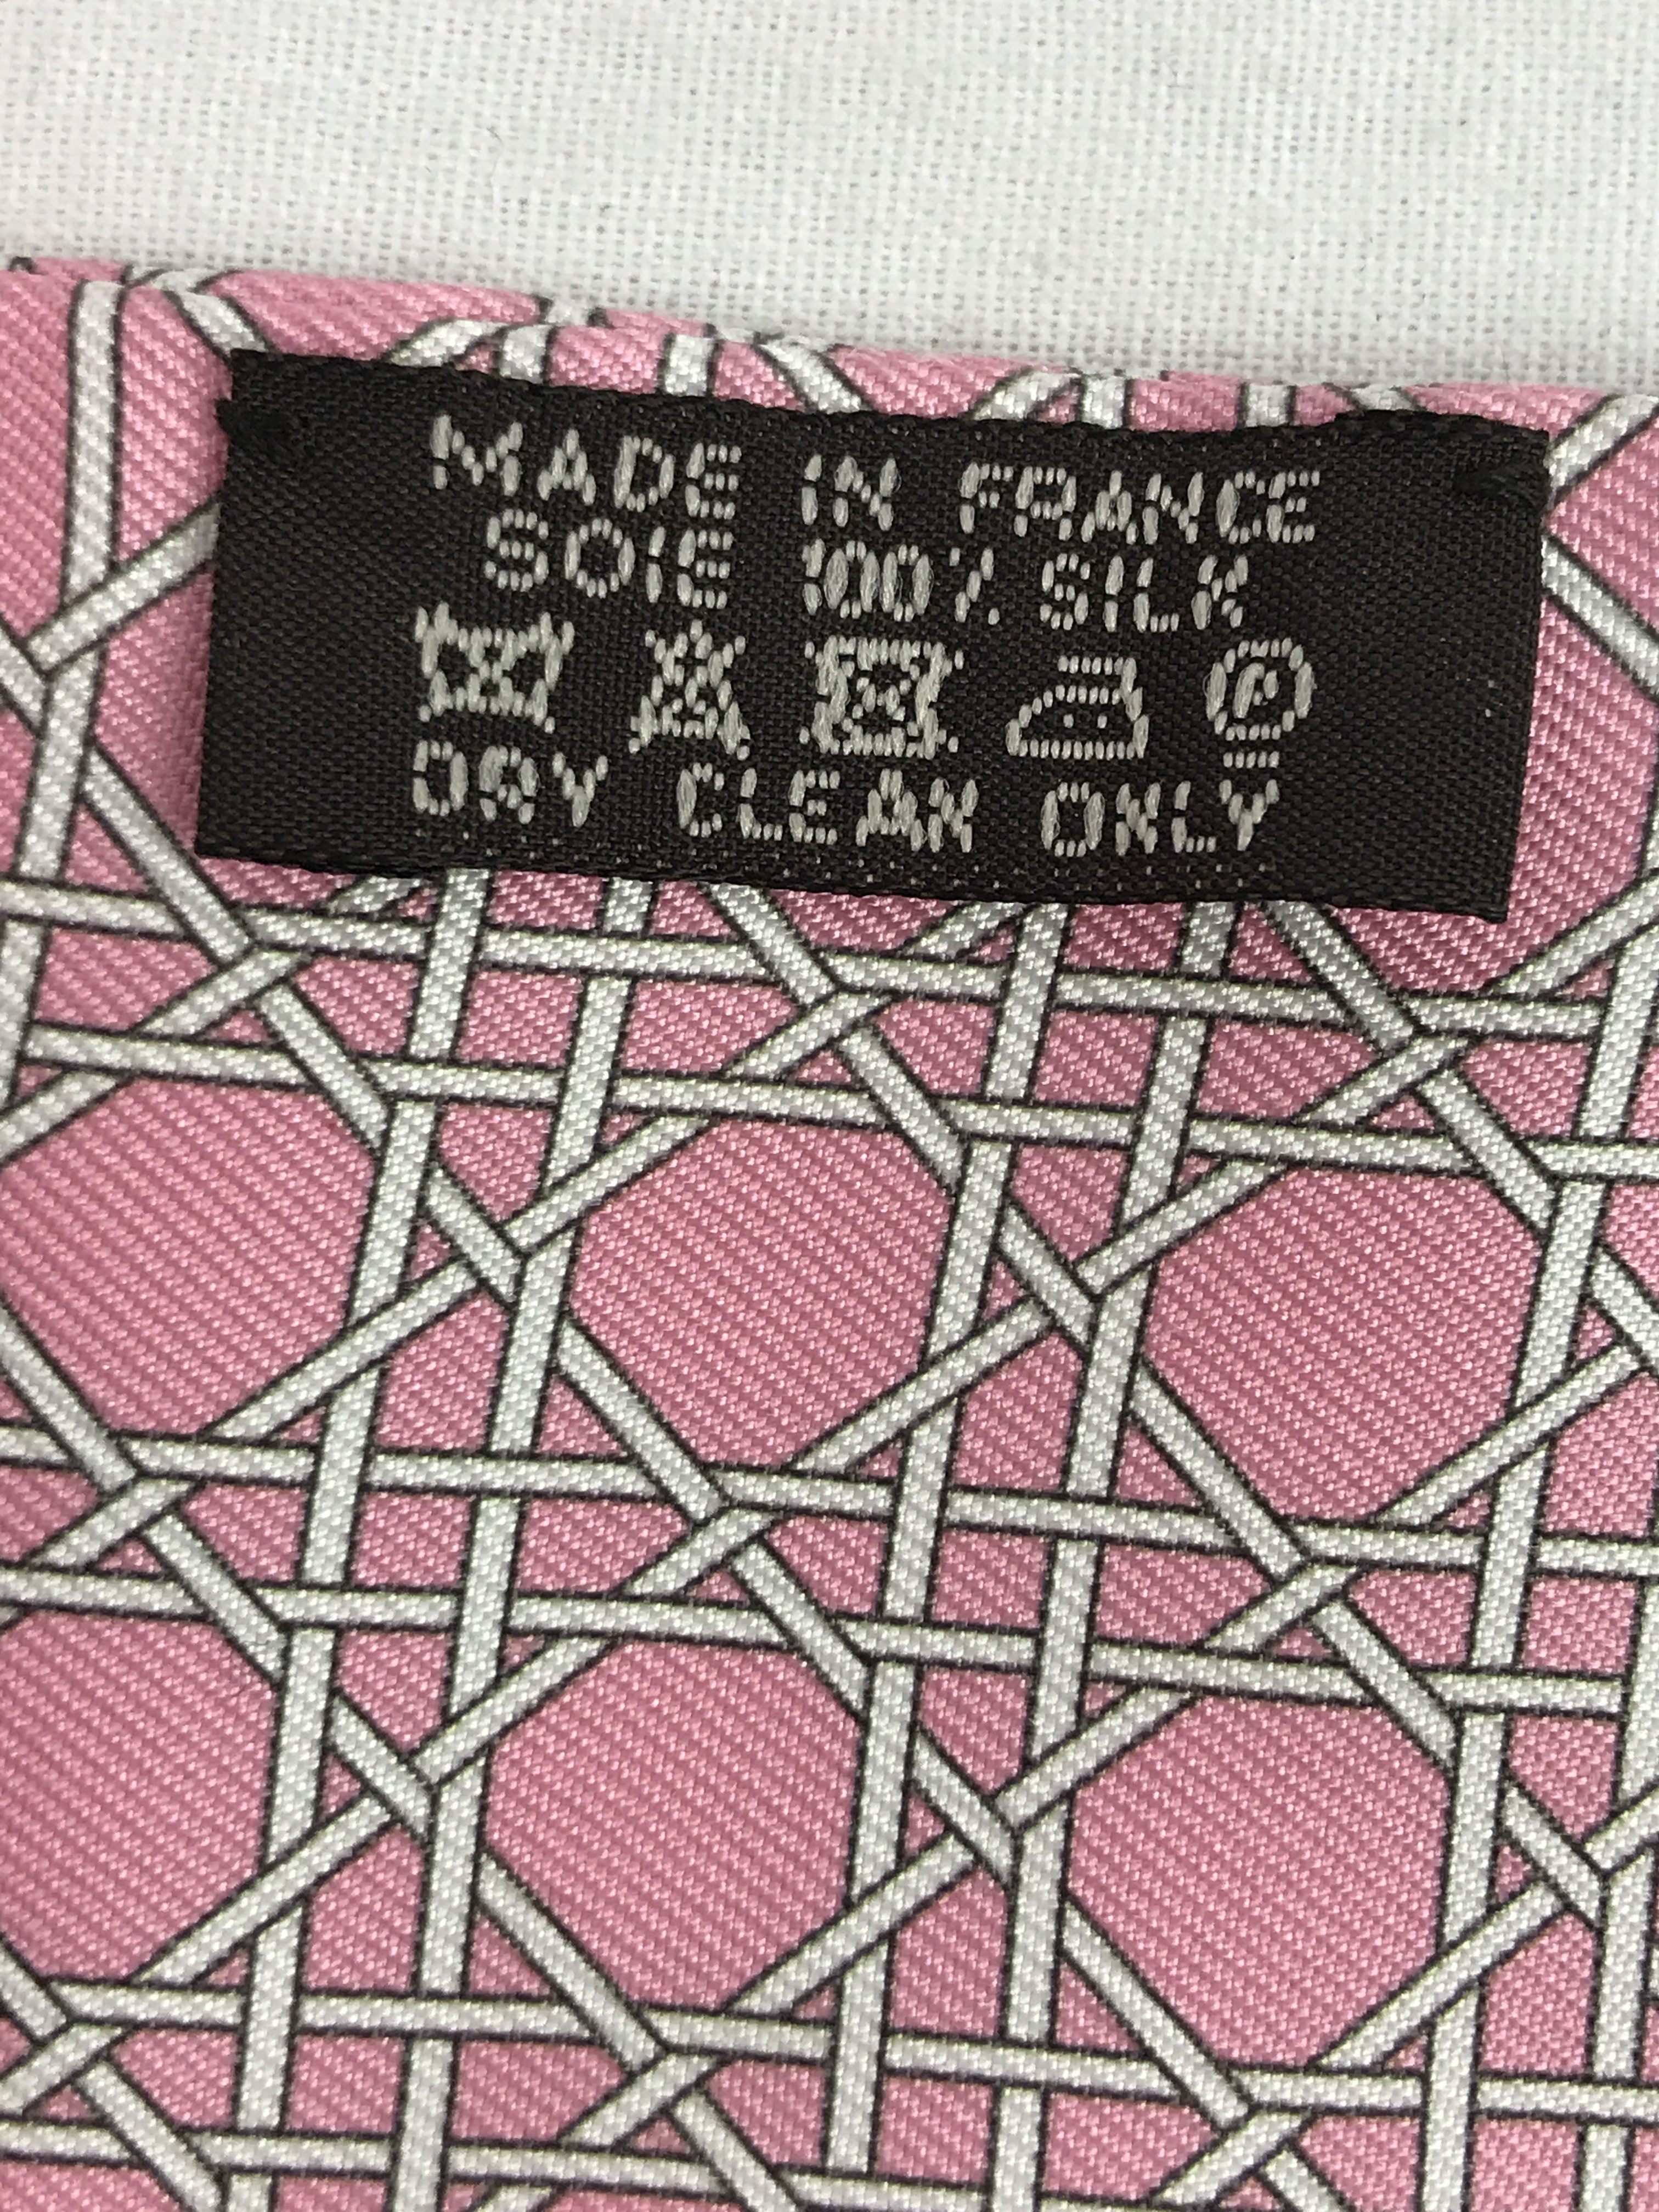 MADE IN FRANCE
SOIE 100% SILK
P
DRY CLEAN ONLY